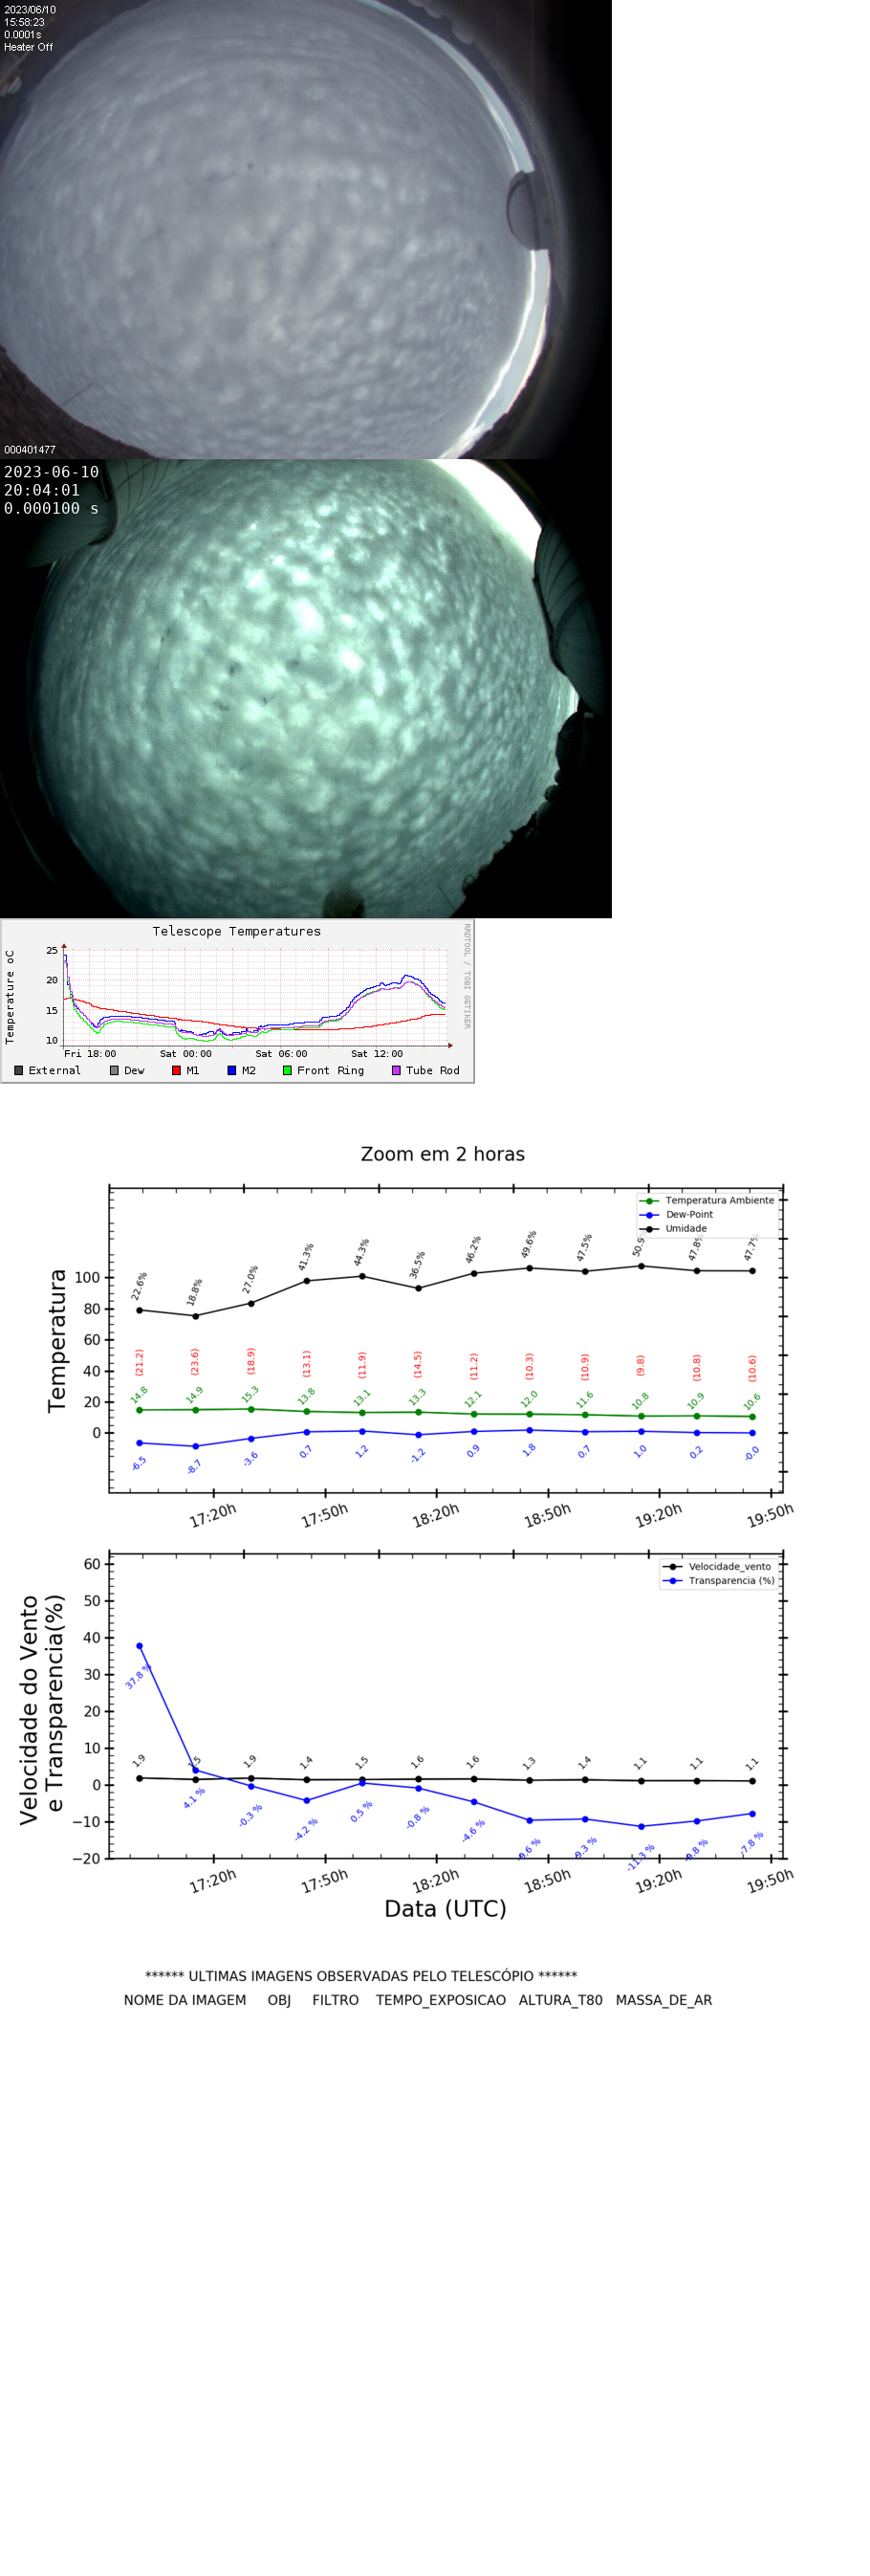 2023/06/10
15:58:23
0.0001s
Heater Off
000401477
2023-06-10
20:04:01
0.000100 s
Telescope Temperatures
RRDTOOL / TOBI OETIKER
Temperature oC
25
20
15
10
Fri 18:00 Sat 00:00 Sat 06:00 Sat 12:00
External Dew M1 M2 Front Ring Tube Rod
Zoom em 2 horas
Temperatura Ambiente
Dew-Point
Umidade
Temperatura
100
80
60
40
20
0
22.6% 18.8% 27.0% 41.3% 44.3% 36.5% 46.2% 49.6% 47.5% 50.9 47.8% 47.7%
(21.2) (23.6) (18.9) (13.1) (11.9) (14.5) (11.2) (10.3) (10.9) (9.8) (10.8) (10.6)
14.8 14.9 15.3 13.8 13.1 13.3 12.1 12.0 11.6 10.8 10.9 10.6
-6.5 -8.7 -3.6 0.7 1.2 -1.2 0.9 1.8 0.7 1.0 0.2 -0.0
17:20h 17:50h 18:20h 18:50h 19:20h 19:50h
Velocidade_vento
Transparencia (%)
Velocidade do Vento
e Transparencia(%)
60
50
40
30
20
10
0
−10
−20
1.9 1.5 1.9 1.4 1.5 1.6 1.6 1.3 1.4 1.1 1.1 1.1
37.8 % 4.1 % -0.3 % -4.2 % 0.5 % -0.8 % -4.6 % -9.6 % -9.3 % -11.3 % -9.8 % -7.8 %
17:20h 17:50h 18:20h 18:50h 19:20h 19:50h
Data (UTC)
****** ULTIMAS IMAGENS OBSERVADAS PELO TELESCÓPIO ******
NOME DA IMAGEM OBJ FILTRO TEMPO_EXPOSICAO ALTURA_T80 MASSA_DE_AR